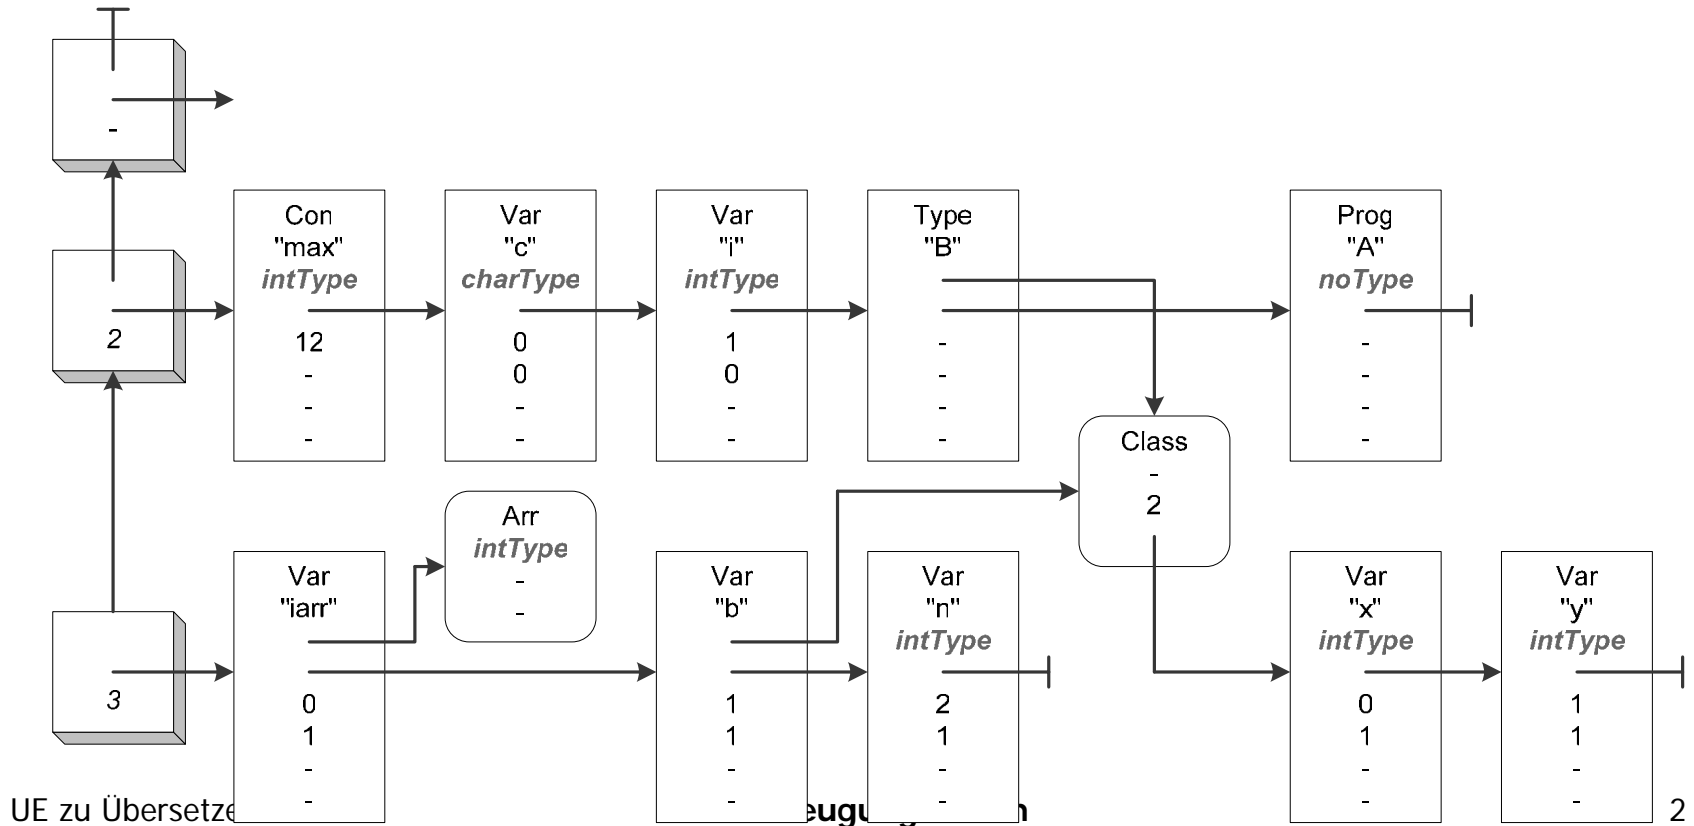 -
2
Con
"max"
intType
12
-
-
-
Var
"c"
charType
0
0
-
-
Var
"i"
intType
1
0
-
-
Type
"B"
-
-
-
-
Prog
"A"
noType
-
-
-
-
Class
-
2
Arr
intType
-
-
3
Var
"iarr"
0
1
-
-
Var
"b"
1
1
-
-
Var
"n"
intType
2
1
-
-
Var
"x"
intType
0
1
-
-
Var
"y"
intType
1
1
-
-
UE zu 2